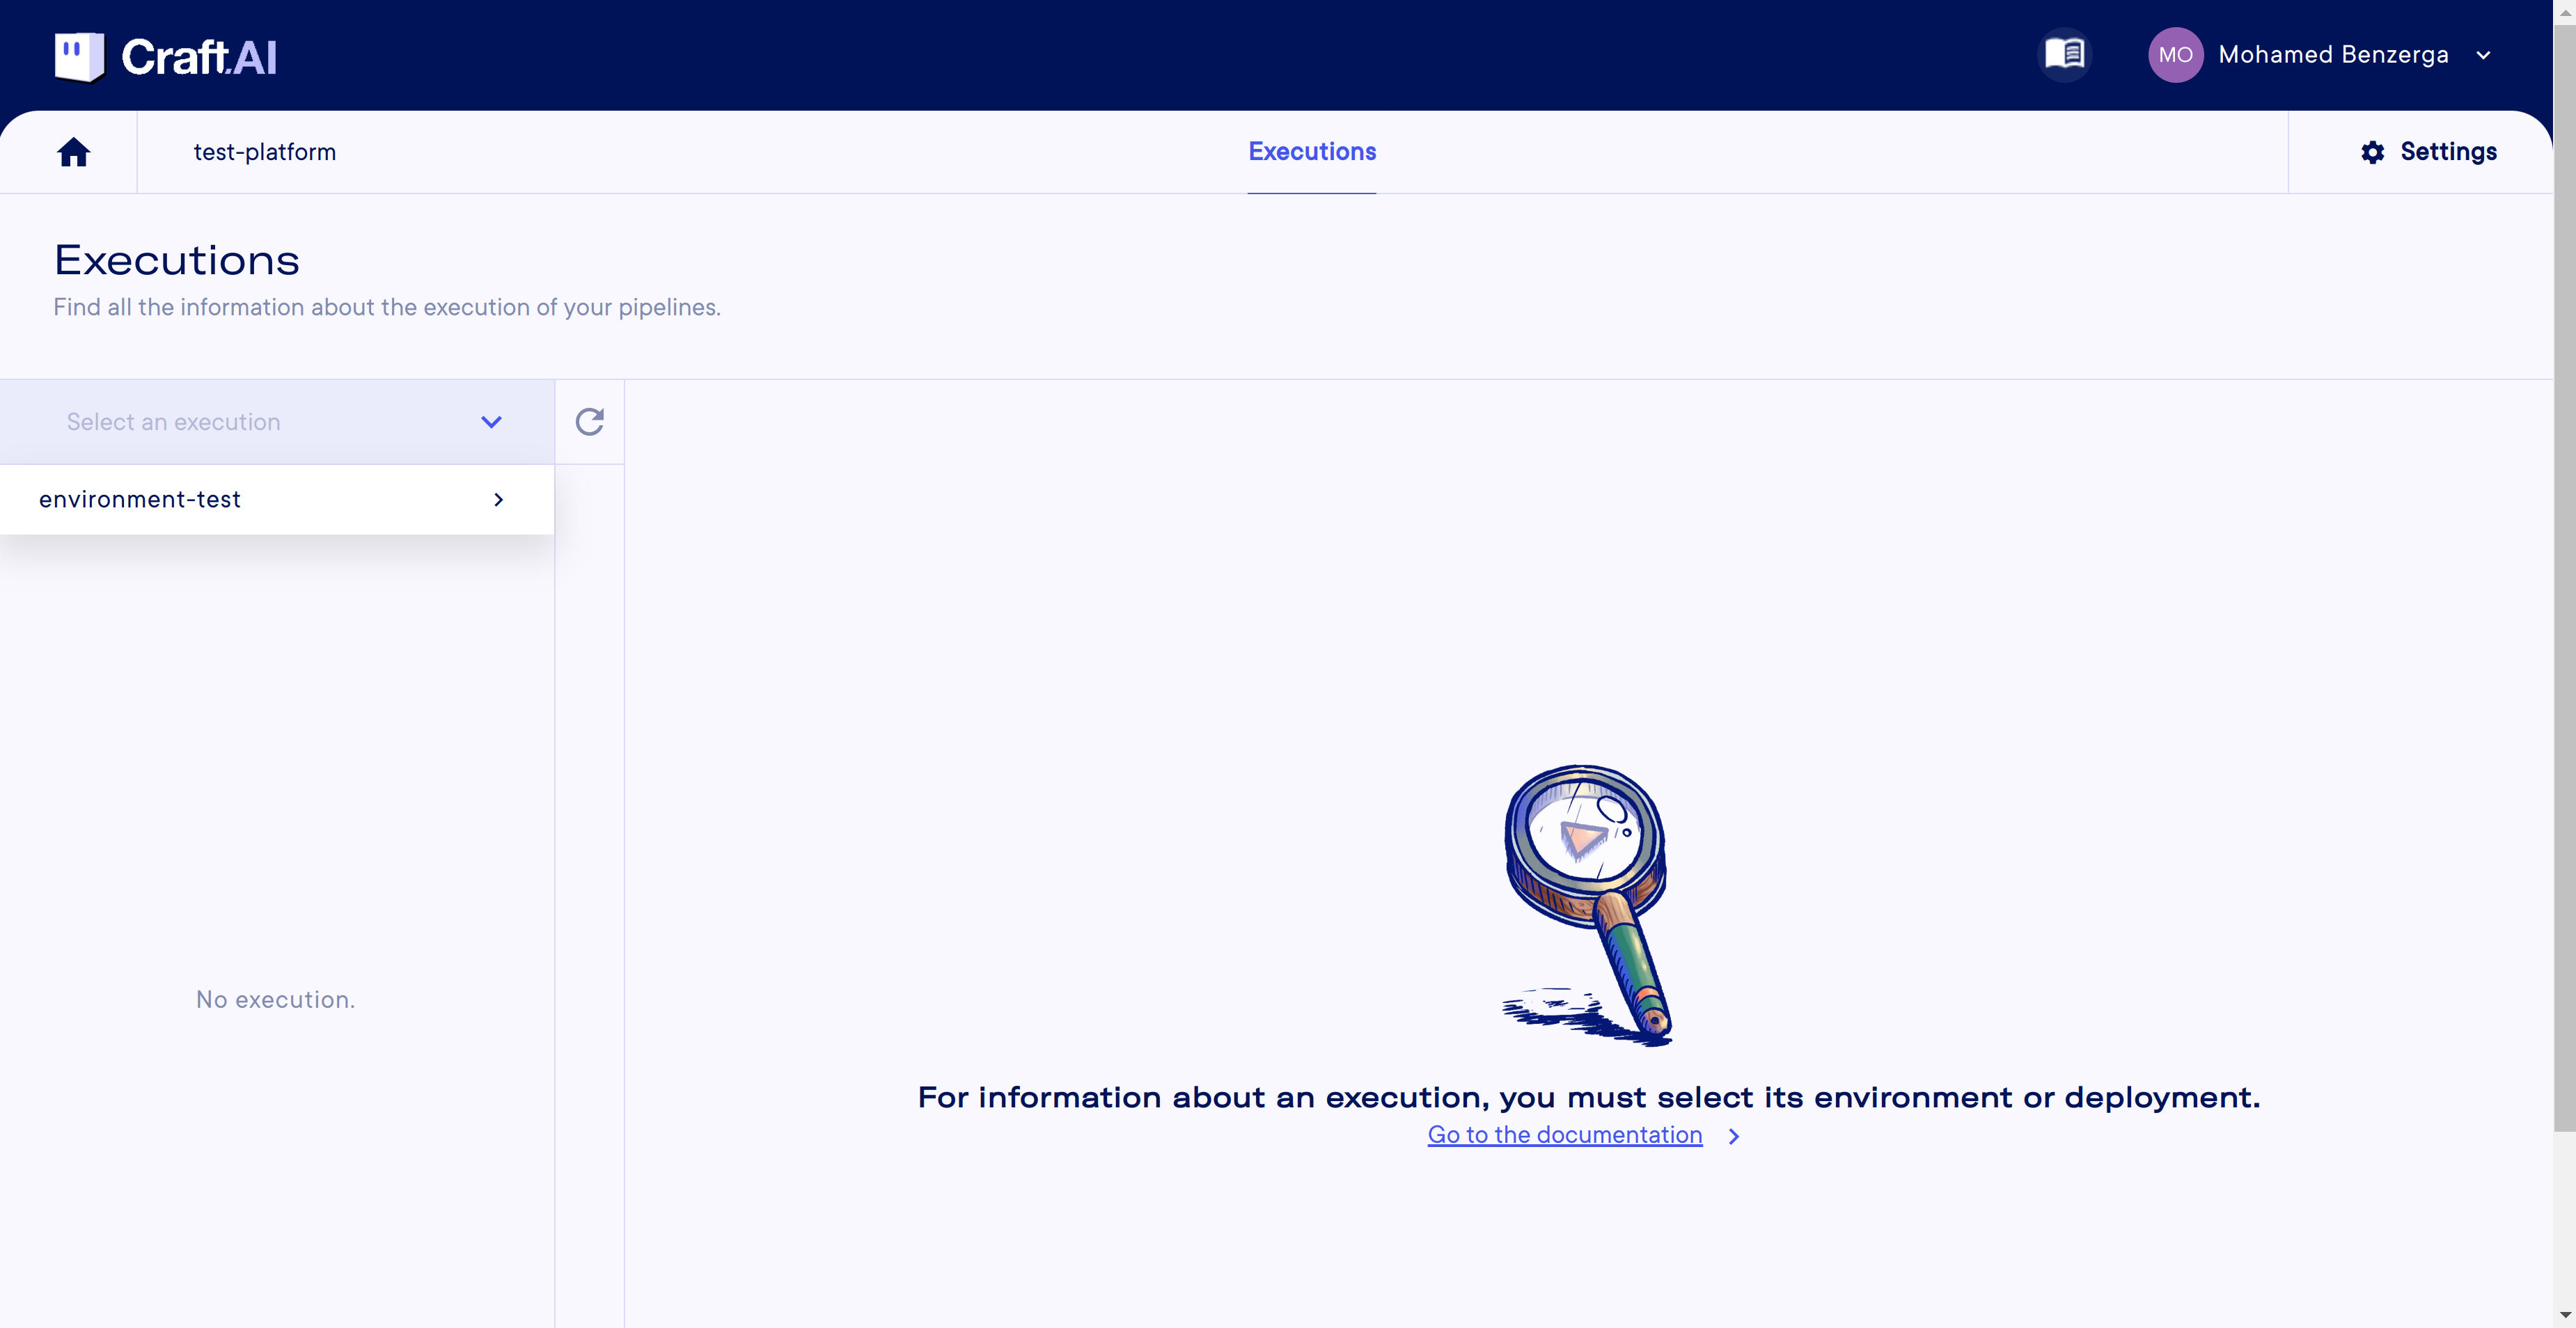 Craft.AI
MO Mohamed Benzerga
test-platform
Executions
Settings
Executions
Find all the information about the execution of your pipelines.
Select an execution
environment-test
No execution.
For information about an execution, you must select its environment or deployment.
Go to the documentation